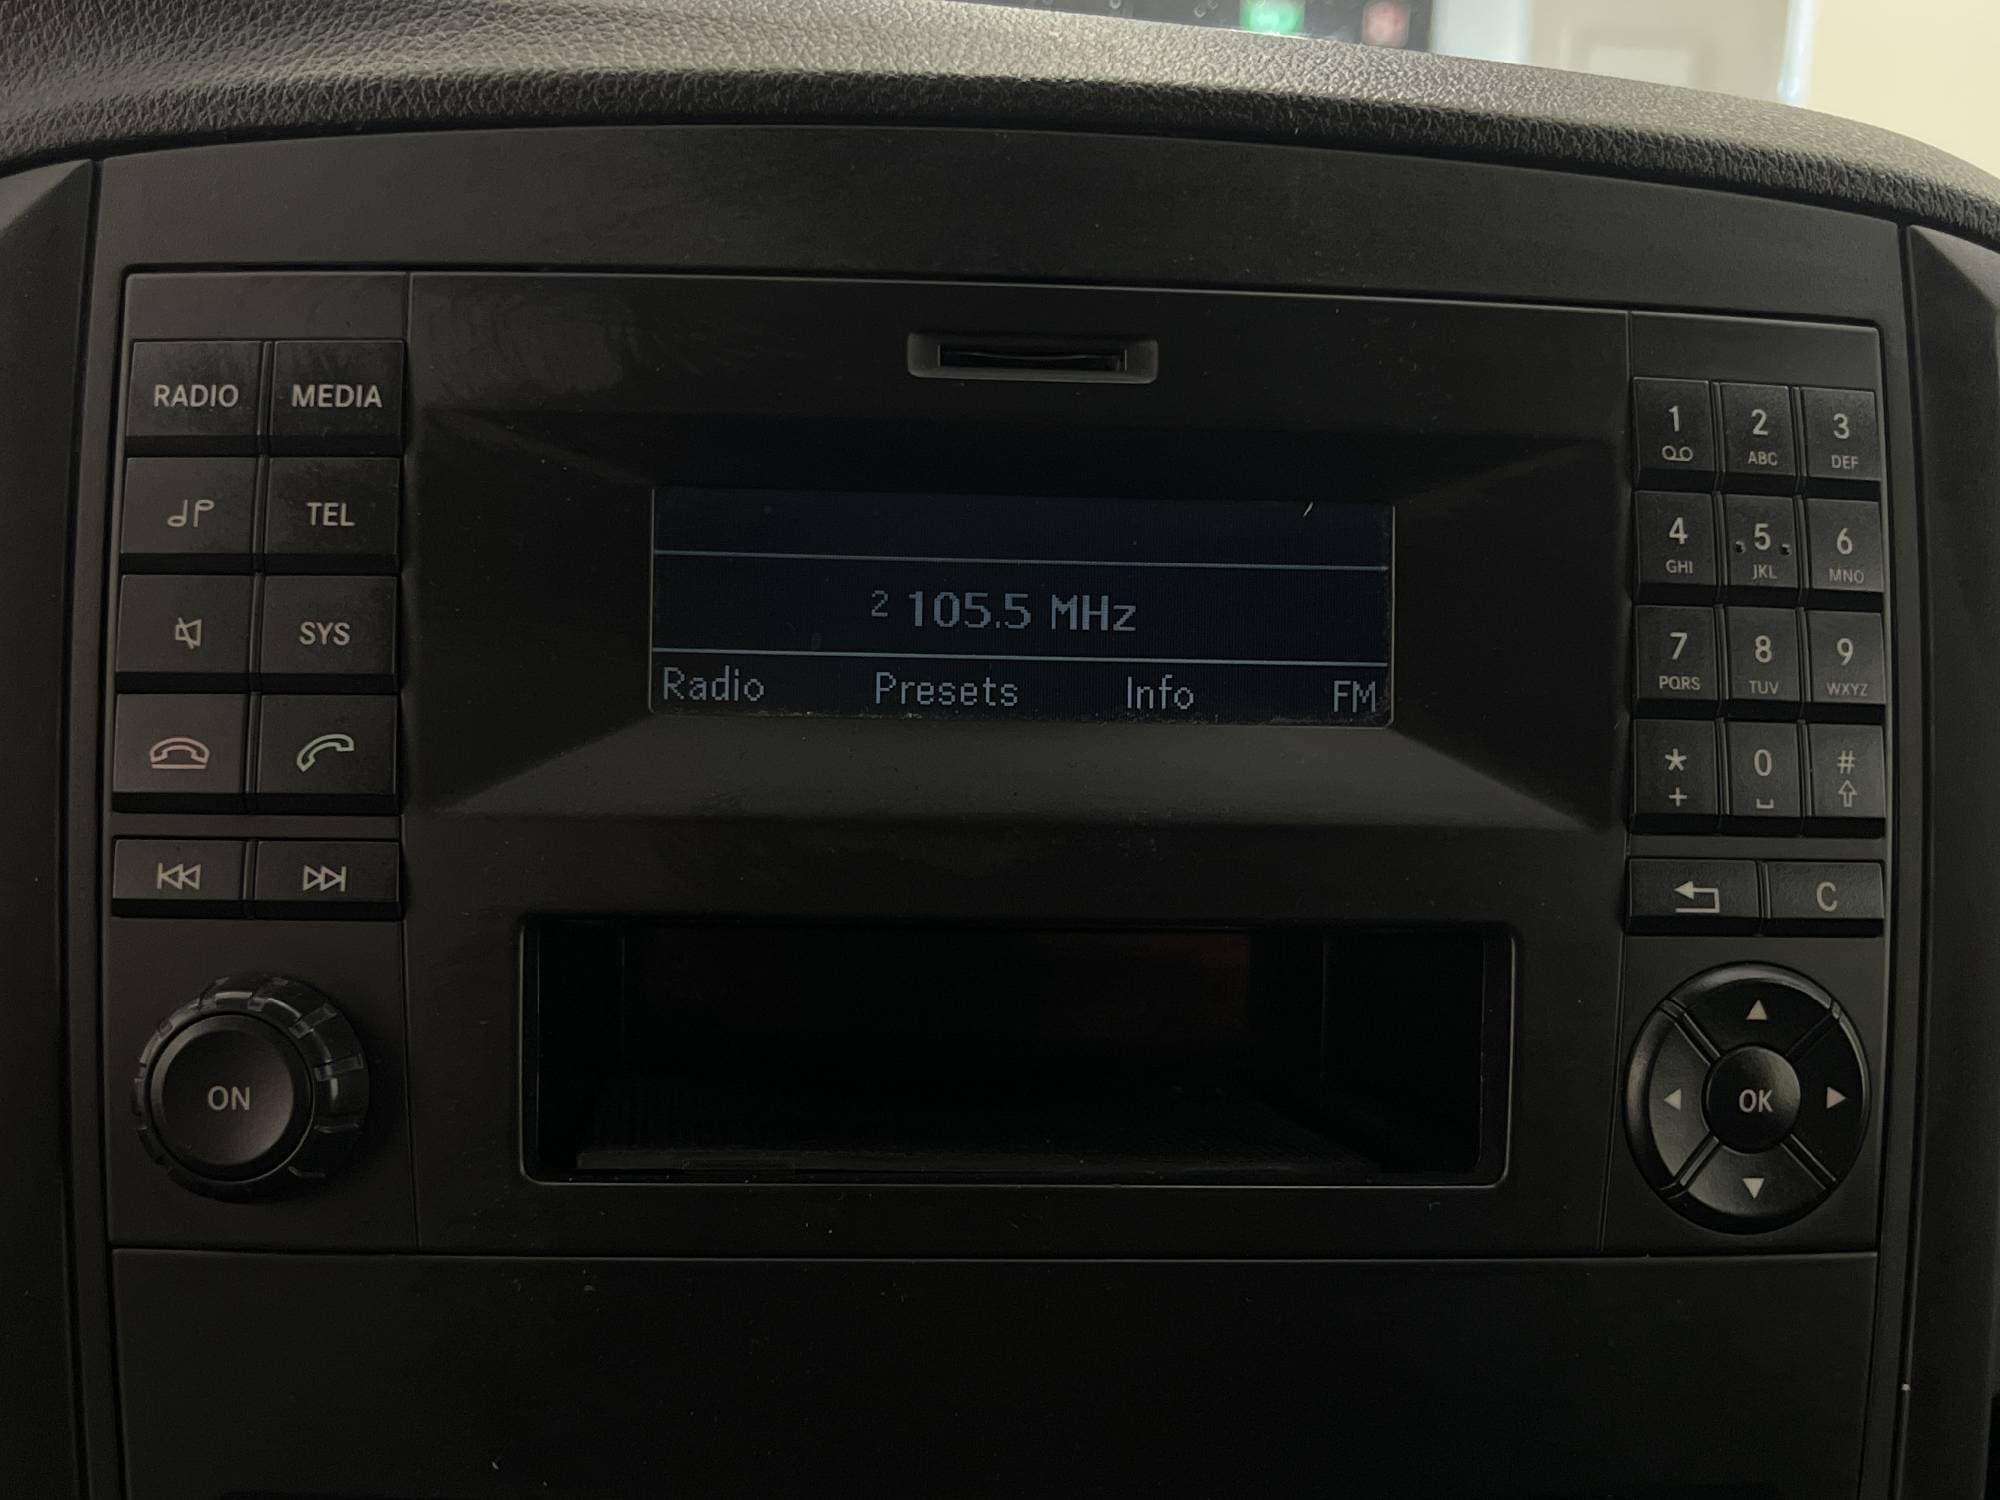 RADIO MEDIA
TEL
SYS
ON
2 105.5 MHz
Radio Presets Info FM
1 2 3
ABC DEF
4 5 6
GHI JKL MNO
7 8 9
PQRS TUV WXYZ
* 0 #
+
C
OK